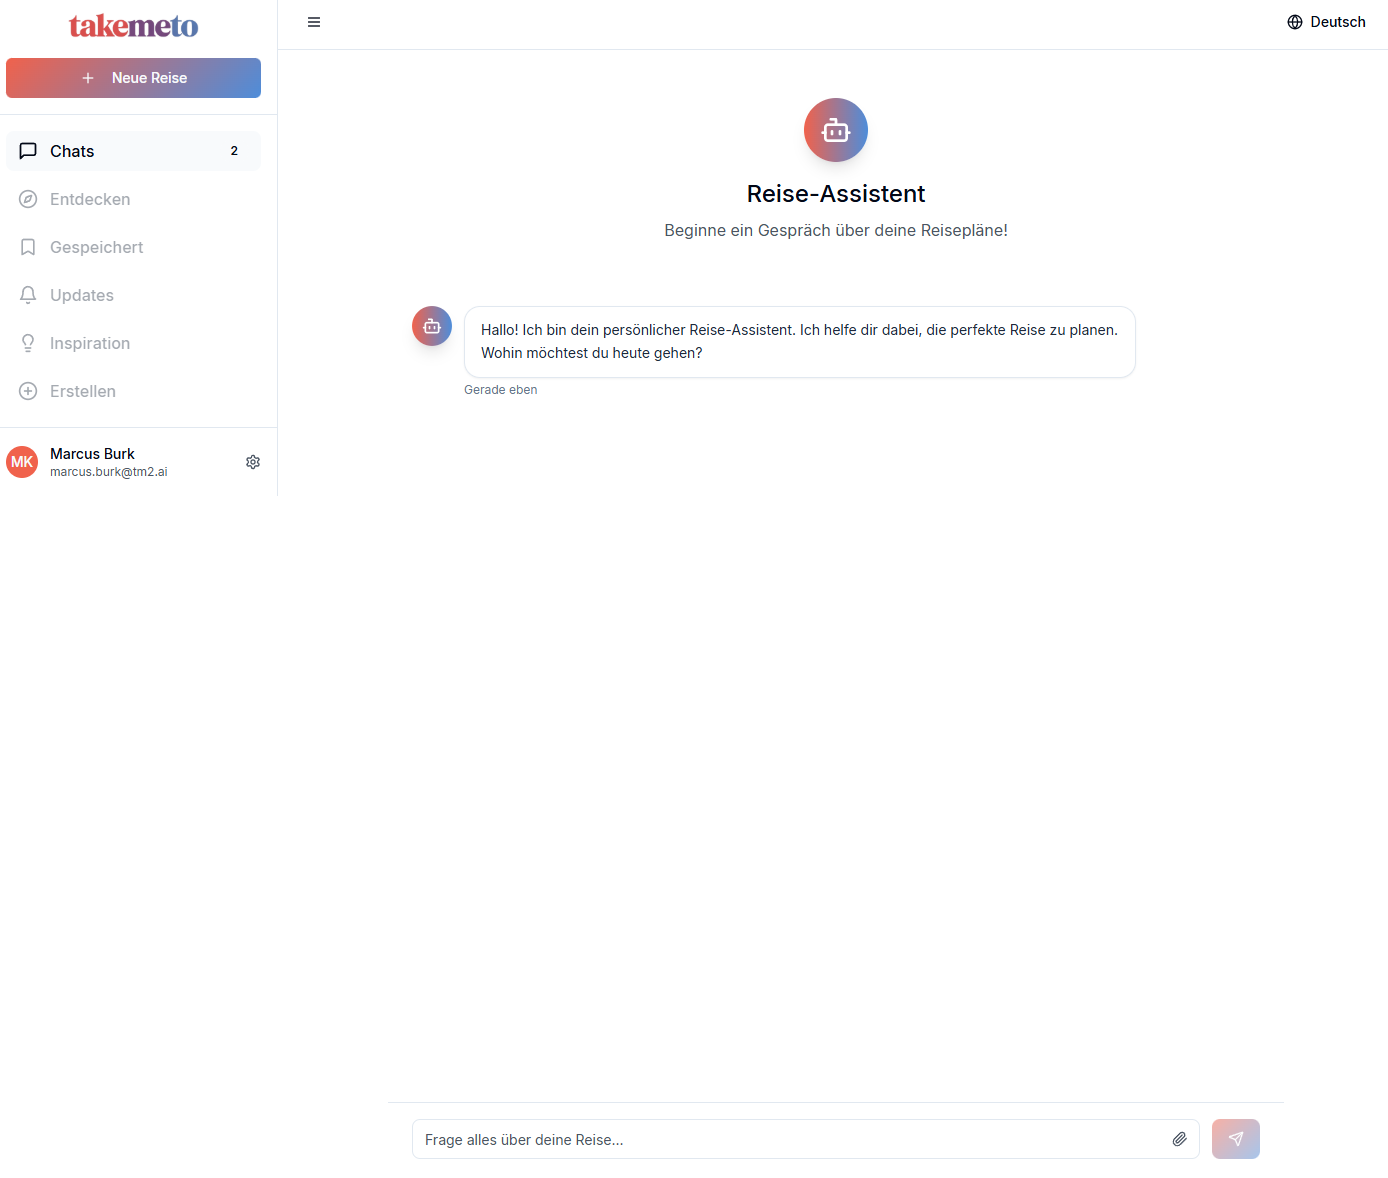 takemeto
Neue Reise
Chats 2
Entdecken
Gespeichert
Updates
Inspiration
Erstellen
MK
Marcus Burk
marcus.burk@tm2.ai
Deutsch
Reise-Assistent
Beginne ein Gespräch über deine Reisepläne!
Hallo! Ich bin dein persönlicher Reise-Assistent. Ich helfe dir dabei, die perfekte Reise zu planen.
Wohin möchtest du heute gehen?
Gerade eben
Frage alles über deine Reise...